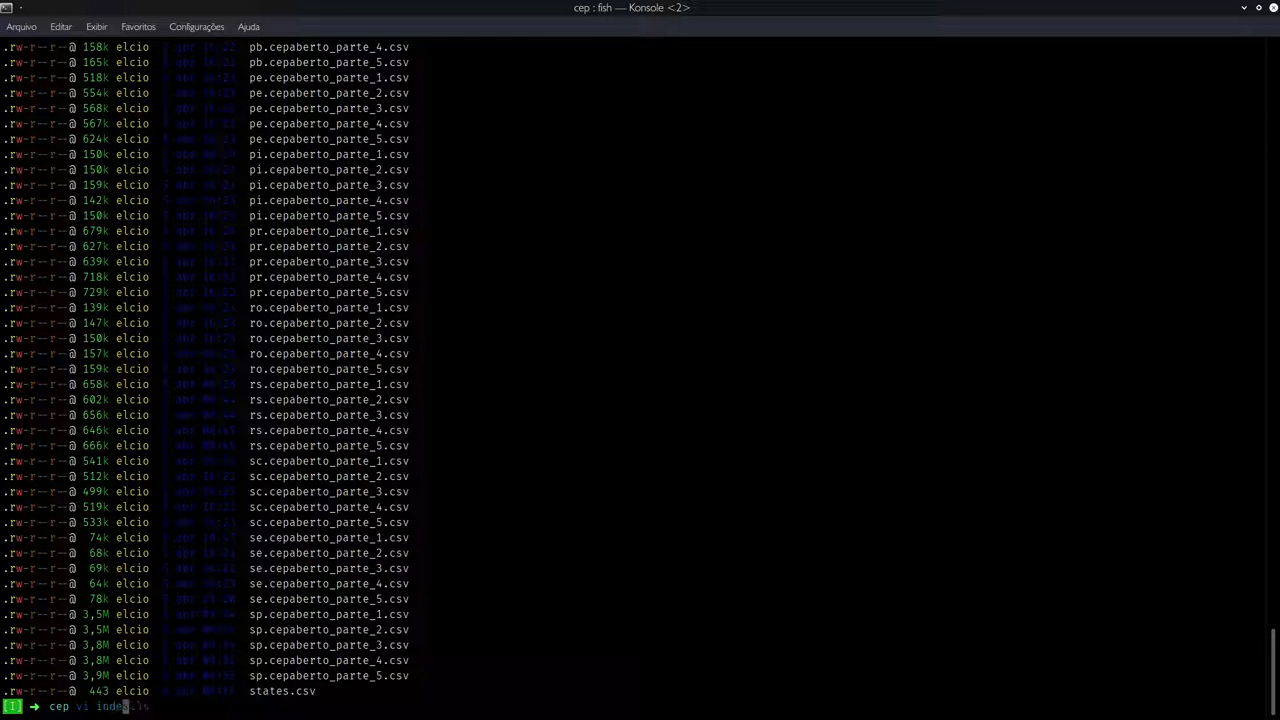 cep : fish — Konsole <2>
Arquivo Editar Exibir Favoritos Configurações Ajuda
.rw-r--r--@ 158k elcio pb.cepaberto_parte_4.csv
.rw-r--r--@ 165k elcio pb.cepaberto_parte_5.csv
.rw-r--r--@ 518k elcio pe.cepaberto_parte_1.csv
.rw-r--r--@ 554k elcio pe.cepaberto_parte_2.csv
.rw-r--r--@ 568k elcio pe.cepaberto_parte_3.csv
.rw-r--r--@ 567k elcio pe.cepaberto_parte_4.csv
.rw-r--r--@ 624k elcio pe.cepaberto_parte_5.csv
.rw-r--r--@ 150k elcio pi.cepaberto_parte_1.csv
.rw-r--r--@ 150k elcio pi.cepaberto_parte_2.csv
.rw-r--r--@ 159k elcio pi.cepaberto_parte_3.csv
.rw-r--r--@ 142k elcio pi.cepaberto_parte_4.csv
.rw-r--r--@ 150k elcio pi.cepaberto_parte_5.csv
.rw-r--r--@ 679k elcio pr.cepaberto_parte_1.csv
.rw-r--r--@ 627k elcio pr.cepaberto_parte_2.csv
.rw-r--r--@ 639k elcio pr.cepaberto_parte_3.csv
.rw-r--r--@ 718k elcio pr.cepaberto_parte_4.csv
.rw-r--r--@ 729k elcio pr.cepaberto_parte_5.csv
.rw-r--r--@ 139k elcio ro.cepaberto_parte_1.csv
.rw-r--r--@ 147k elcio ro.cepaberto_parte_2.csv
.rw-r--r--@ 150k elcio ro.cepaberto_parte_3.csv
.rw-r--r--@ 157k elcio ro.cepaberto_parte_4.csv
.rw-r--r--@ 159k elcio ro.cepaberto_parte_5.csv
.rw-r--r--@ 658k elcio rs.cepaberto_parte_1.csv
.rw-r--r--@ 602k elcio rs.cepaberto_parte_2.csv
.rw-r--r--@ 656k elcio rs.cepaberto_parte_3.csv
.rw-r--r--@ 646k elcio rs.cepaberto_parte_4.csv
.rw-r--r--@ 666k elcio rs.cepaberto_parte_5.csv
.rw-r--r--@ 541k elcio sc.cepaberto_parte_1.csv
.rw-r--r--@ 512k elcio sc.cepaberto_parte_2.csv
.rw-r--r--@ 499k elcio sc.cepaberto_parte_3.csv
.rw-r--r--@ 519k elcio sc.cepaberto_parte_4.csv
.rw-r--r--@ 533k elcio sc.cepaberto_parte_5.csv
.rw-r--r--@ 74k elcio se.cepaberto_parte_1.csv
.rw-r--r--@ 68k elcio se.cepaberto_parte_2.csv
.rw-r--r--@ 69k elcio se.cepaberto_parte_3.csv
.rw-r--r--@ 64k elcio se.cepaberto_parte_4.csv
.rw-r--r--@ 78k elcio se.cepaberto_parte_5.csv
.rw-r--r--@ 3,5M elcio sp.cepaberto_parte_1.csv
.rw-r--r--@ 3,5M elcio sp.cepaberto_parte_2.csv
.rw-r--r--@ 3,8M elcio sp.cepaberto_parte_3.csv
.rw-r--r--@ 3,8M elcio sp.cepaberto_parte_4.csv
.rw-r--r--@ 3,9M elcio sp.cepaberto_parte_5.csv
.rw-r--r--@ 443 elcio states.csv
[I] ➜ cep vi inde